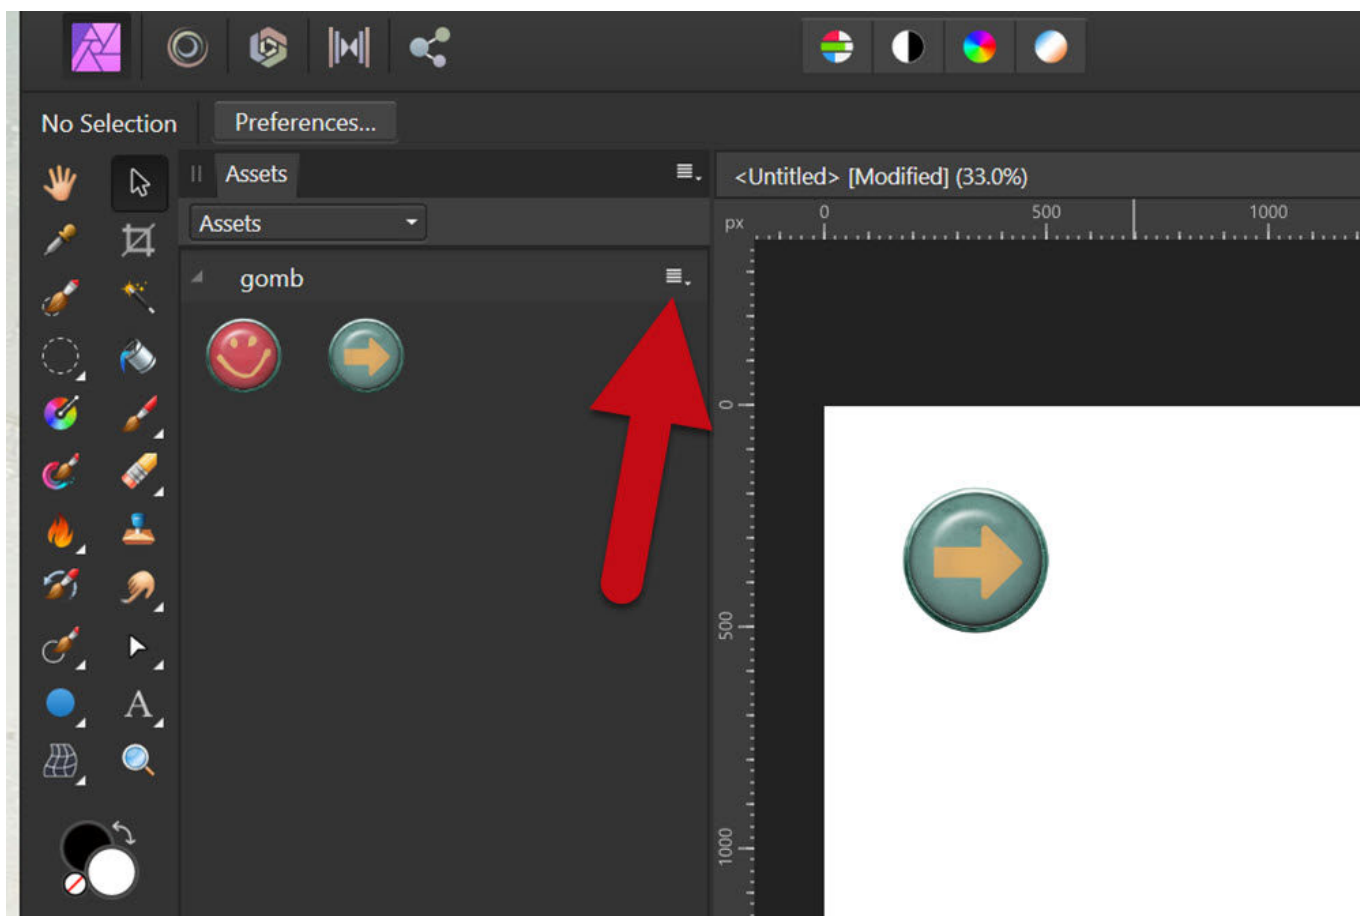 No Selection
Preferences...
Assets
<Untitled> [Modified] (33.0%)
Assets
px
0
500
1000
gomb
0
500
1000
A